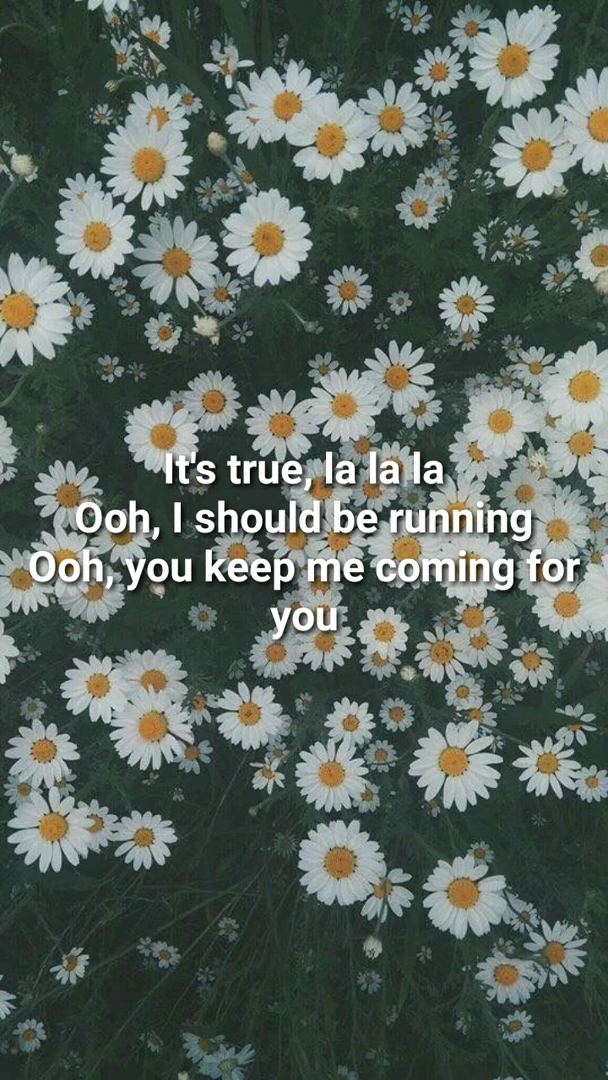 It's true, la la la
Ooh, I should be running
Ooh, you keep me coming for
you